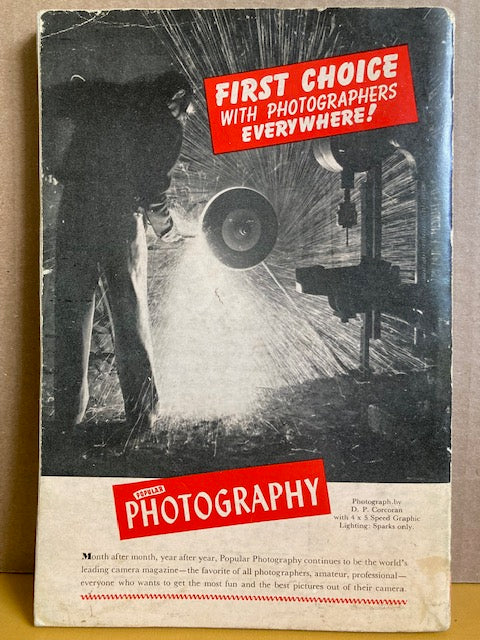 FIRST CHOICE
WITH PHOTOGRAPHERS
EVERYWHERE!
POPULAR
PHOTOGRAPHY
Photograph by
D. P. Corcoran
with 4 x 5 Speed Graphic
Lighting: Sparks only.
Month after month, year after year, Popular Photography continues to be the world's
leading camera magazine—the favorite of all photographers, amateur, professional—
everyone who wants to get the most fun and the best pictures out of their camera.